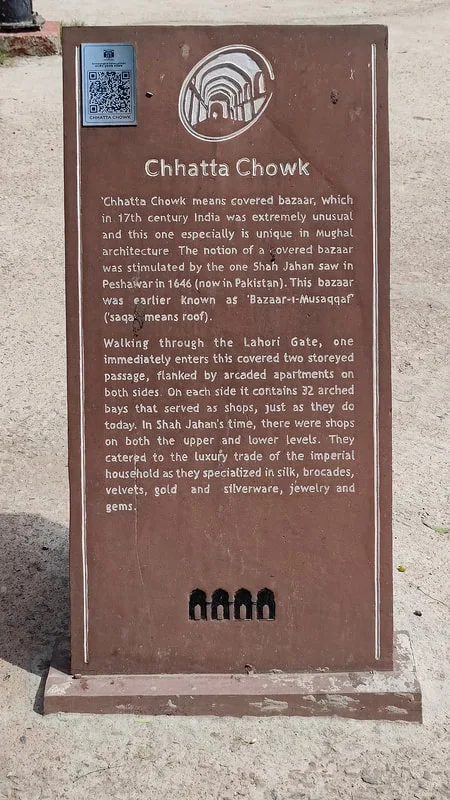 CHHATTA CHOWK
Chhatta Chowk
'Chhatta Chowk means covered bazaar, which
in 17th century India was extremely unusual
and this one especially is unique in Mughal
architecture The notion of a covered bazaar
was stimulated by the one Shah Jahan saw in
Peshawar in 1646 (now in Pakistan). This bazaar
was earlier known as 'Bazaar-i-Musaqqaf'
('saqaf' means roof).
Walking through the Lahori Gate, one
immediately enters this covered two storeyed
passage, flanked by arcaded apartments on
both sides. On each side it contains 32 arched
bays that served as shops, just as they do
today. In Shah Jahan's time, there were shops
on both the upper and lower levels. They
catered to the luxury trade of the imperial
household as they specialized in silk, brocades,
velvets, gold and silverware, jewelry and
gems.